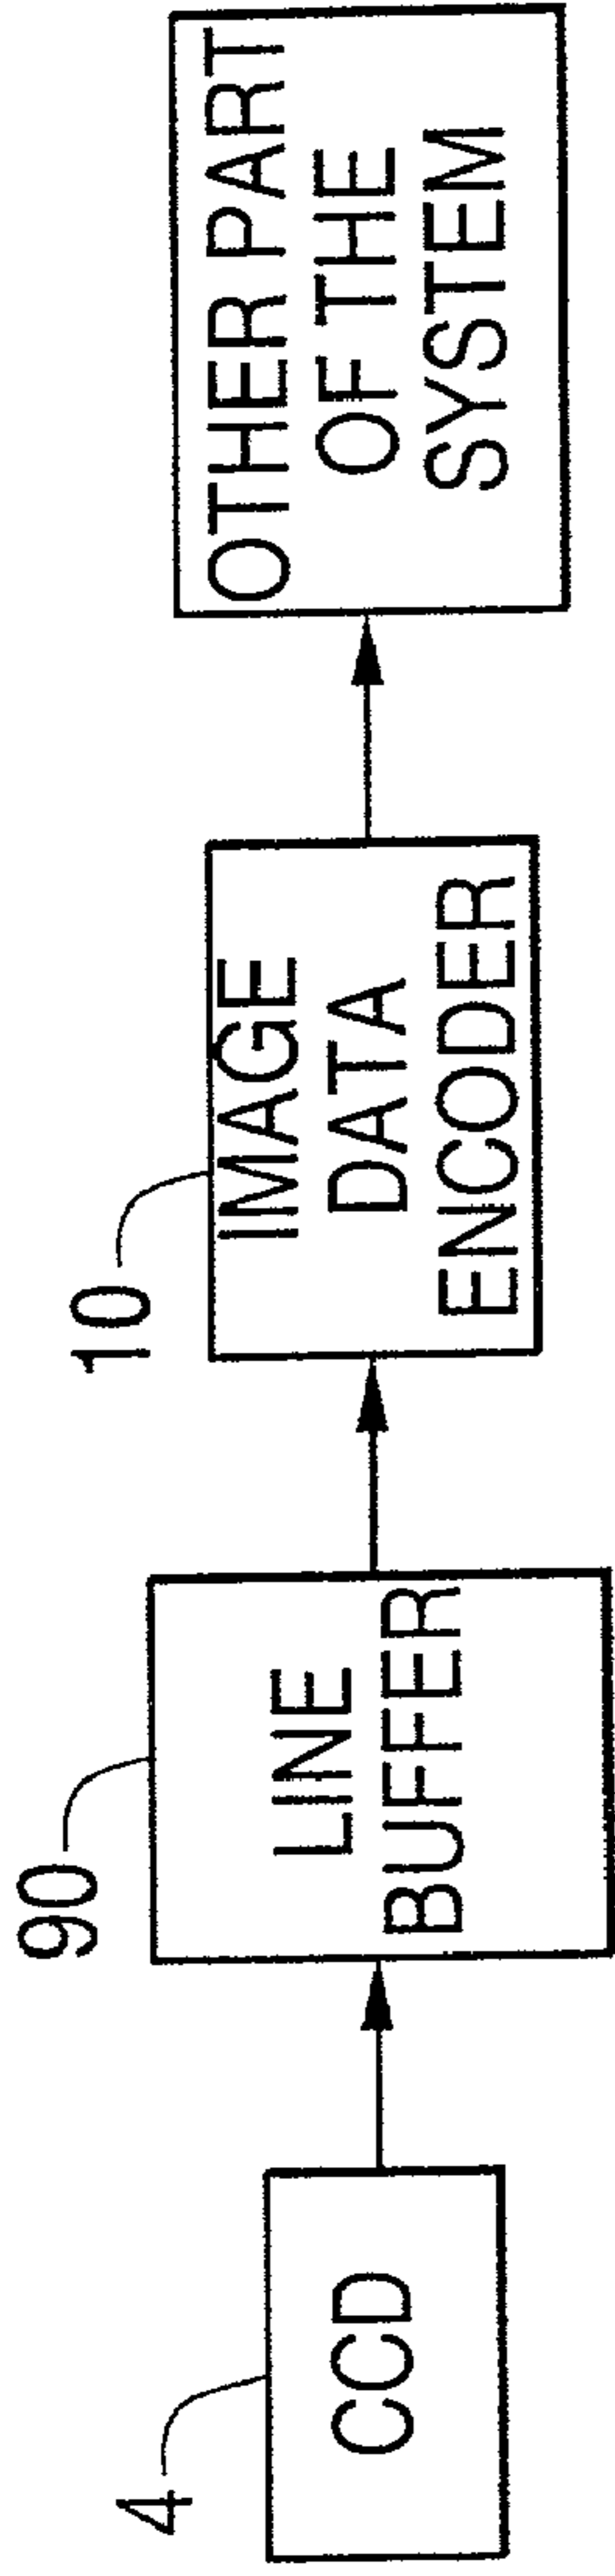 4
CCD
90
LINE
BUFFER
10
IMAGE
DATA
ENCODER
OTHER PART
OF THE
SYSTEM